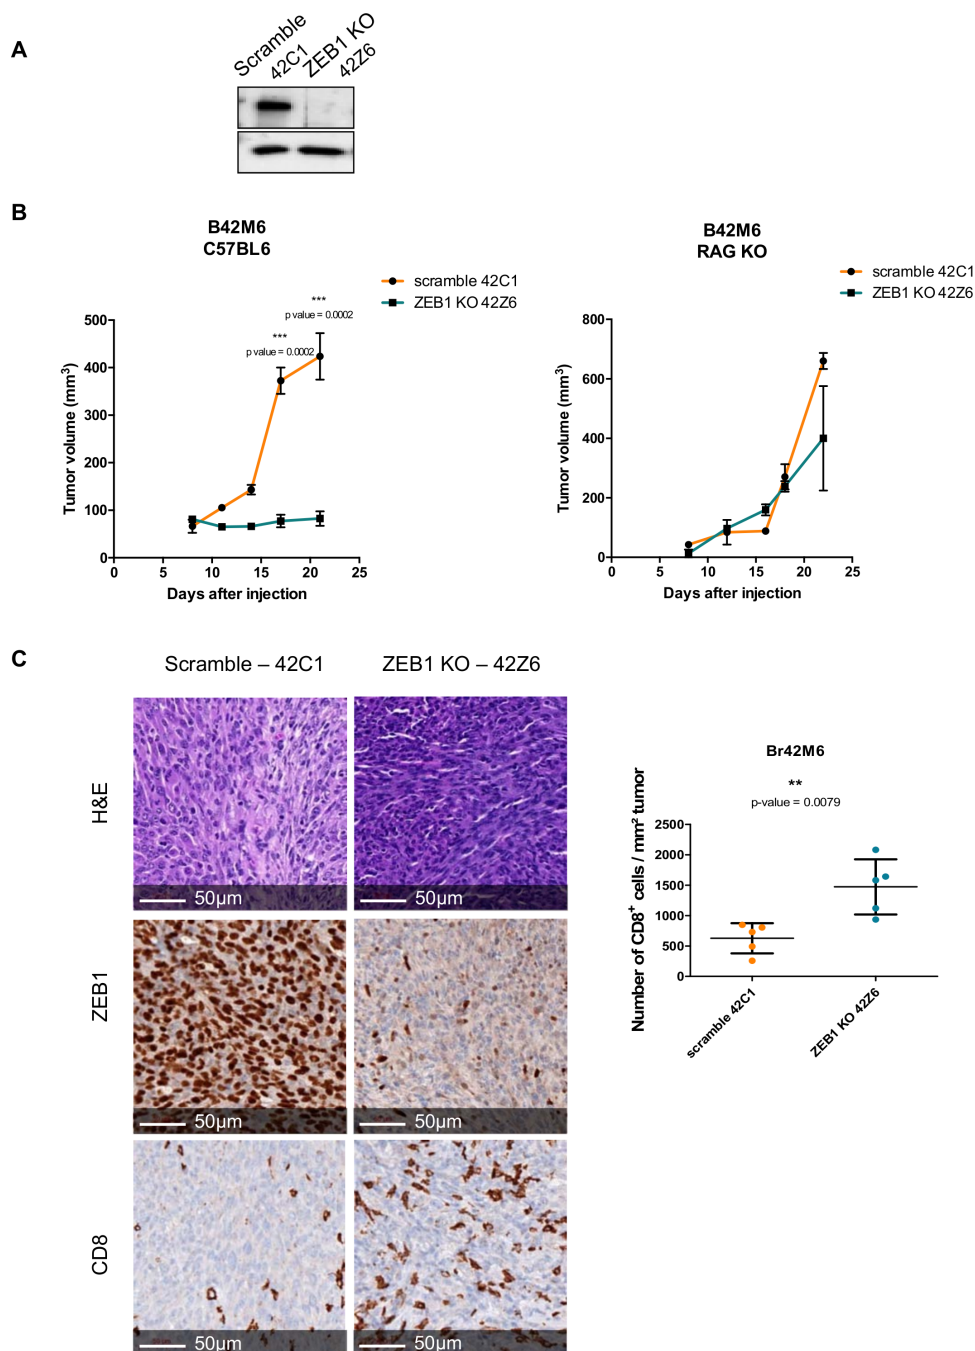 A
Scramble
42C1
ZEB1 KO
42Z6
B
B42M6
C57BL6
scramble 42C1
ZEB1 KO 42Z6
***
p value = 0.0002
***
p value = 0.0002
500
400
300
200
100
0
0 5 10 15 20 25
Tumor volume (mm³)
Days after injection
B42M6
RAG KO
scramble 42C1
ZEB1 KO 42Z6
800
600
400
200
0
0 5 10 15 20 25
Tumor volume (mm³)
Days after injection
C
Scramble – 42C1
ZEB1 KO – 42Z6
H&E
50µm
50µm
ZEB1
50µm
50µm
CD8
50µm
50µm
Br42M6
**
p-value = 0.0079
2500
2000
1500
1000
500
0
Number of CD8⁺ cells / mm² tumor
scramble 42C1
ZEB1 KO 42Z6